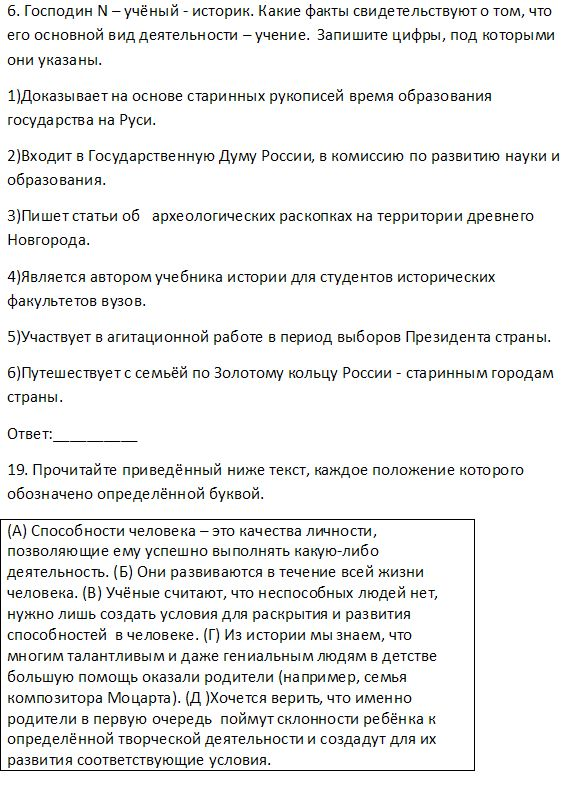 6. Господин N – учёный - историк. Какие факты свидетельствуют о том, что
его основной вид деятельности – учение. Запишите цифры, под которыми
они указаны.
1)Доказывает на основе старинных рукописей время образования
государства на Руси.
2)Входит в Государственную Думу России, в комиссию по развитию науки и
образования.
3)Пишет статьи об археологических раскопках на территории древнего
Новгорода.
4)Является автором учебника истории для студентов исторических
факультетов вузов.
5)Участвует в агитационной работе в период выборов Президента страны.
6)Путешествует с семьёй по Золотому кольцу России - старинным городам
страны.
Ответ:__________
19. Прочитайте приведённый ниже текст, каждое положение которого
обозначено определённой буквой.
(А) Способности человека – это качества личности,
позволяющие ему успешно выполнять какую-либо
деятельность. (Б) Они развиваются в течение всей жизни
человека. (В) Учёные считают, что неспособных людей нет,
нужно лишь создать условия для раскрытия и развития
способностей в человеке. (Г) Из истории мы знаем, что
многим талантливым и даже гениальным людям в детстве
большую помощь оказали родители (например, семья
композитора Моцарта). (Д )Хочется верить, что именно
родители в первую очередь поймут склонности ребёнка к
определённой творческой деятельности и создадут для их
развития соответствующие условия.